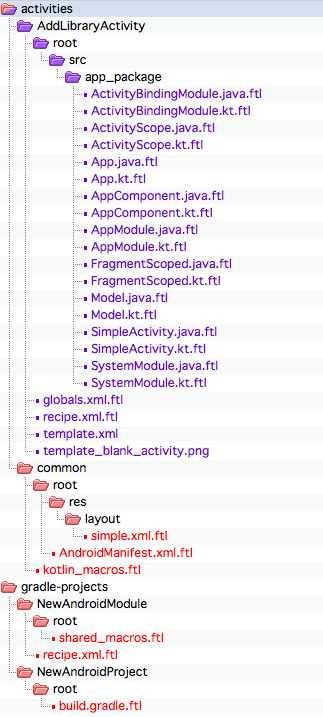 activities
AddLibraryActivity
root
src
app_package
ActivityBindingModule.java.ftl
ActivityBindingModule.kt.ftl
ActivityScope.java.ftl
ActivityScope.kt.ftl
App.java.ftl
App.kt.ftl
AppComponent.java.ftl
AppComponent.kt.ftl
AppModule.java.ftl
AppModule.kt.ftl
FragmentScoped.java.ftl
FragmentScoped.kt.ftl
Model.java.ftl
Model.kt.ftl
SimpleActivity.java.ftl
SimpleActivity.kt.ftl
SystemModule.java.ftl
SystemModule.kt.ftl
globals.xml.ftl
recipe.xml.ftl
template.xml
template_blank_activity.png
common
root
res
layout
simple.xml.ftl
AndroidManifest.xml.ftl
kotlin_macros.ftl
gradle-projects
NewAndroidModule
root
shared_macros.ftl
recipe.xml.ftl
NewAndroidProject
root
build.gradle.ftl